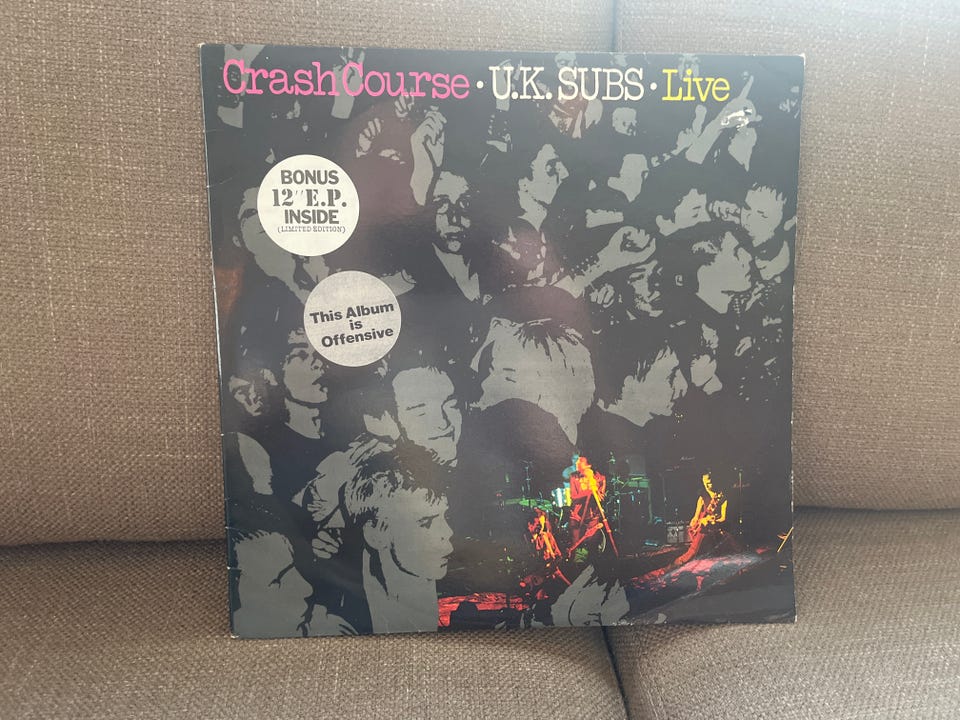 Crash Course · U.K. SUBS · Live
BONUS
12" E.P.
INSIDE
(LIMITED EDITION)
This Album
is
Offensive